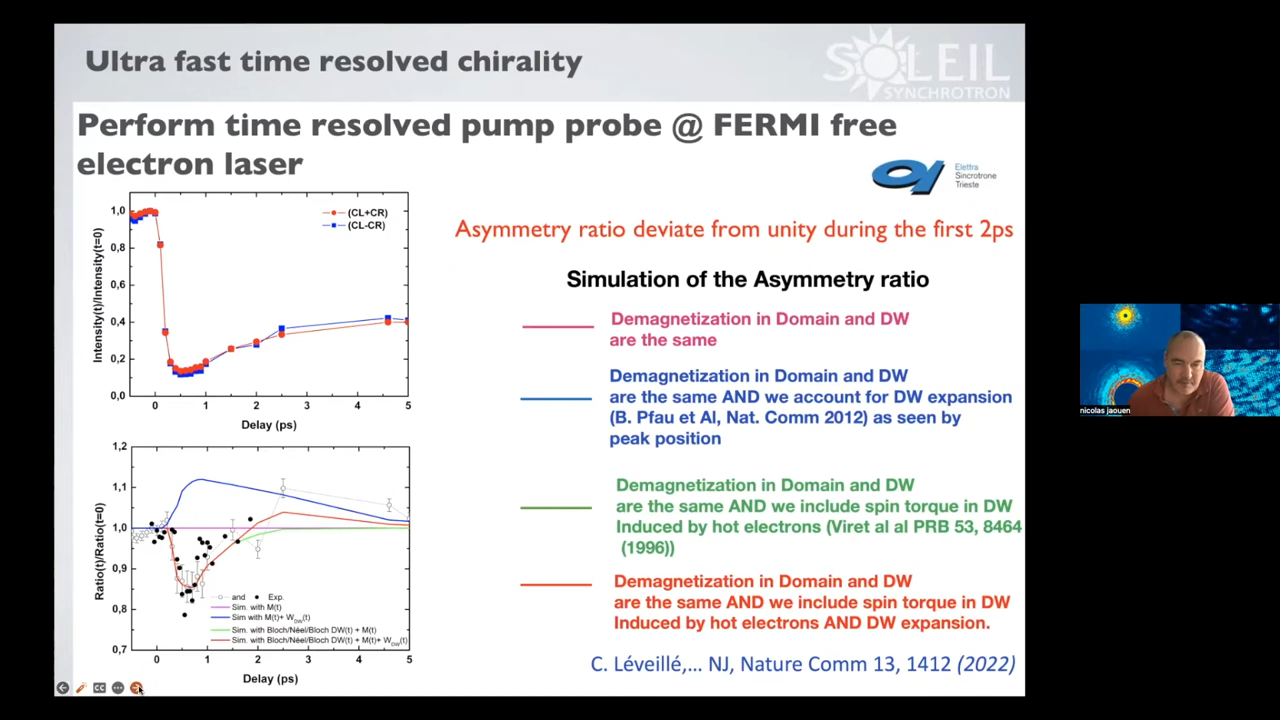 Ultra fast time resolved chirality
SOLEIL
SYNCHROTRON
Perform time resolved pump probe @ FERMI free
electron laser
Elettra
Sincrotrone
Trieste
Intensity(t)/Intensity(t=0)
1,0
0,8
0,6
0,4
0,2
0,0
(CL+CR)
(CL-CR)
0 1 2 3 4 5
Delay (ps)
Asymmetry ratio deviate from unity during the first 2ps
Simulation of the Asymmetry ratio
Demagnetization in Domain and DW
are the same
Demagnetization in Domain and DW
are the same AND we account for DW expansion
(B. Pfau et Al, Nat. Comm 2012) as seen by
peak position
Demagnetization in Domain and DW
are the same AND we include spin torque in DW
Induced by hot electrons (Viret al al PRB 53, 8464
(1996))
Demagnetization in Domain and DW
are the same AND we include spin torque in DW
Induced by hot electrons AND DW expansion.
Ratio(t)/Ratio(t=0)
1,2
1,1
1,0
0,9
0,8
0,7
and Exp.
Sim. with M(t)
Sim with M(t)+ W_DW(t)
Sim with Bloch/Néel/Bloch DW(t) + M(t)
Sim. with Bloch/Néel/Bloch DW(t) + M(t)+ W_DW(t)
0 1 2 3 4 5
Delay (ps)
C. Léveillé,... NJ, Nature Comm 13, 1412 (2022)
CC
nicolas jaouen